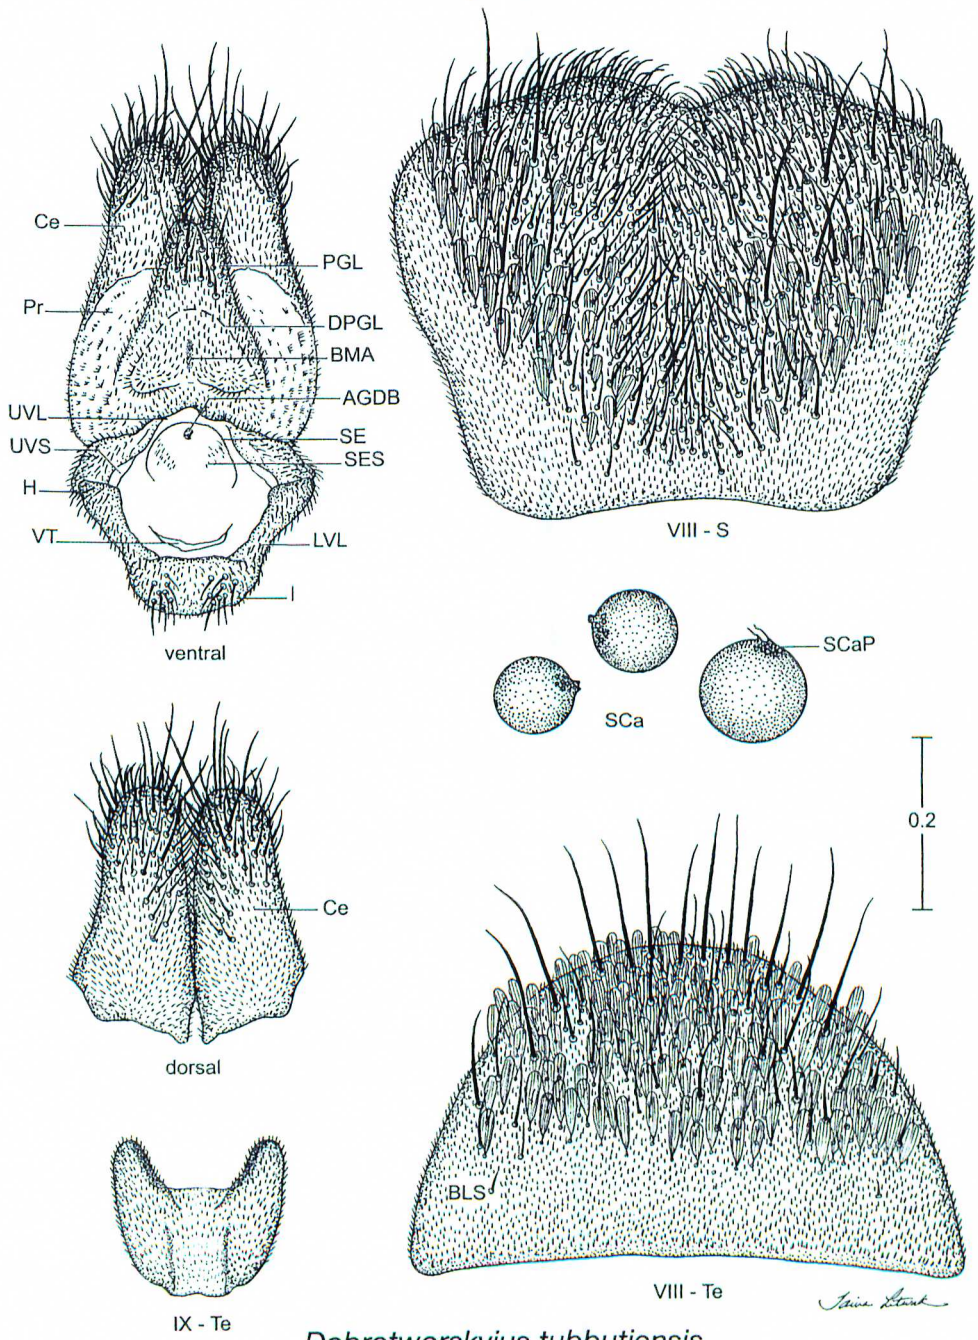 Ce
PGL
Pr
DPGL
BMA
AGDB
UVL
SE
UVS
SES
H
VT
LVL
I
ventral
VIII - S
SCaP
SCa
0.2
Ce
dorsal
BLS
VIII - Te
IX - Te
Dobrotworskyius tubbutiensis